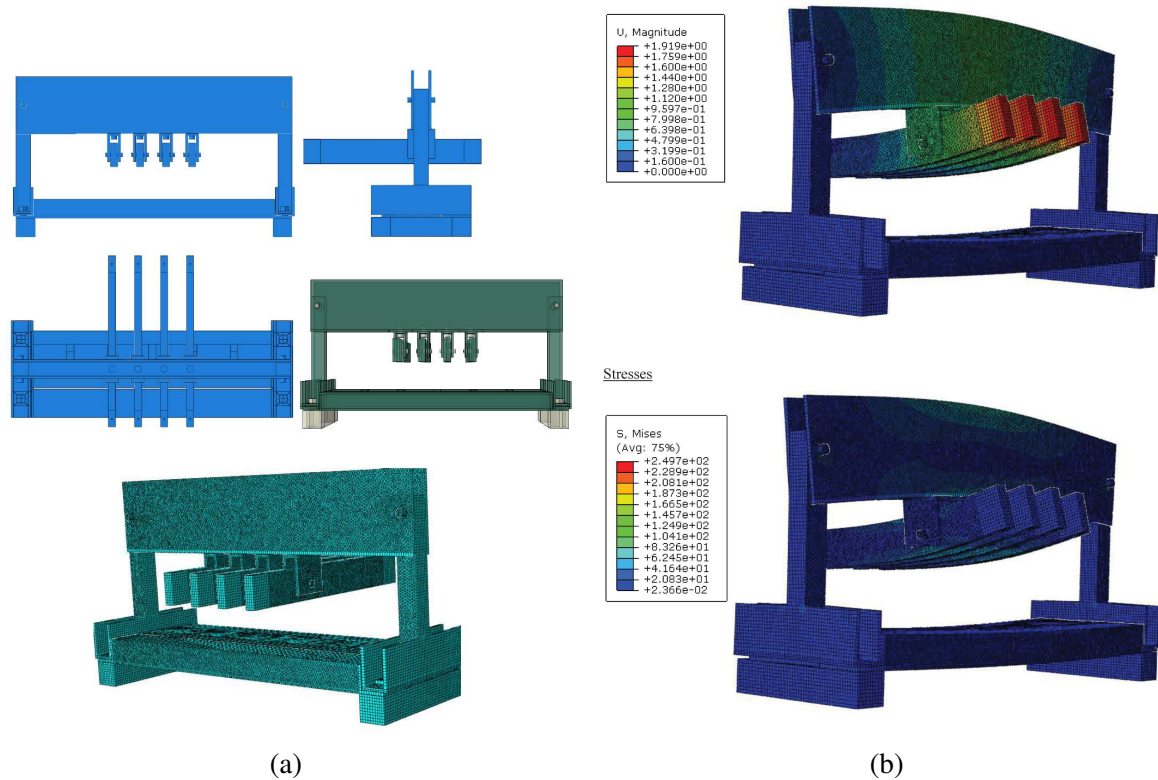 U, Magnitude
+1.919e+00
+1.759e+00
+1.600e+00
+1.440e+00
+1.280e+00
+1.120e+00
+9.597e-01
+7.998e-01
+6.398e-01
+4.799e-01
+3.199e-01
+1.600e-01
+0.000e+00
Stresses
S, Mises
(Avg: 75%)
+2.497e+02
+2.289e+02
+2.081e+02
+1.873e+02
+1.665e+02
+1.457e+02
+1.249e+02
+1.041e+02
+8.326e+01
+6.245e+01
+4.164e+01
+2.083e+01
+2.366e-02
(a)
(b)